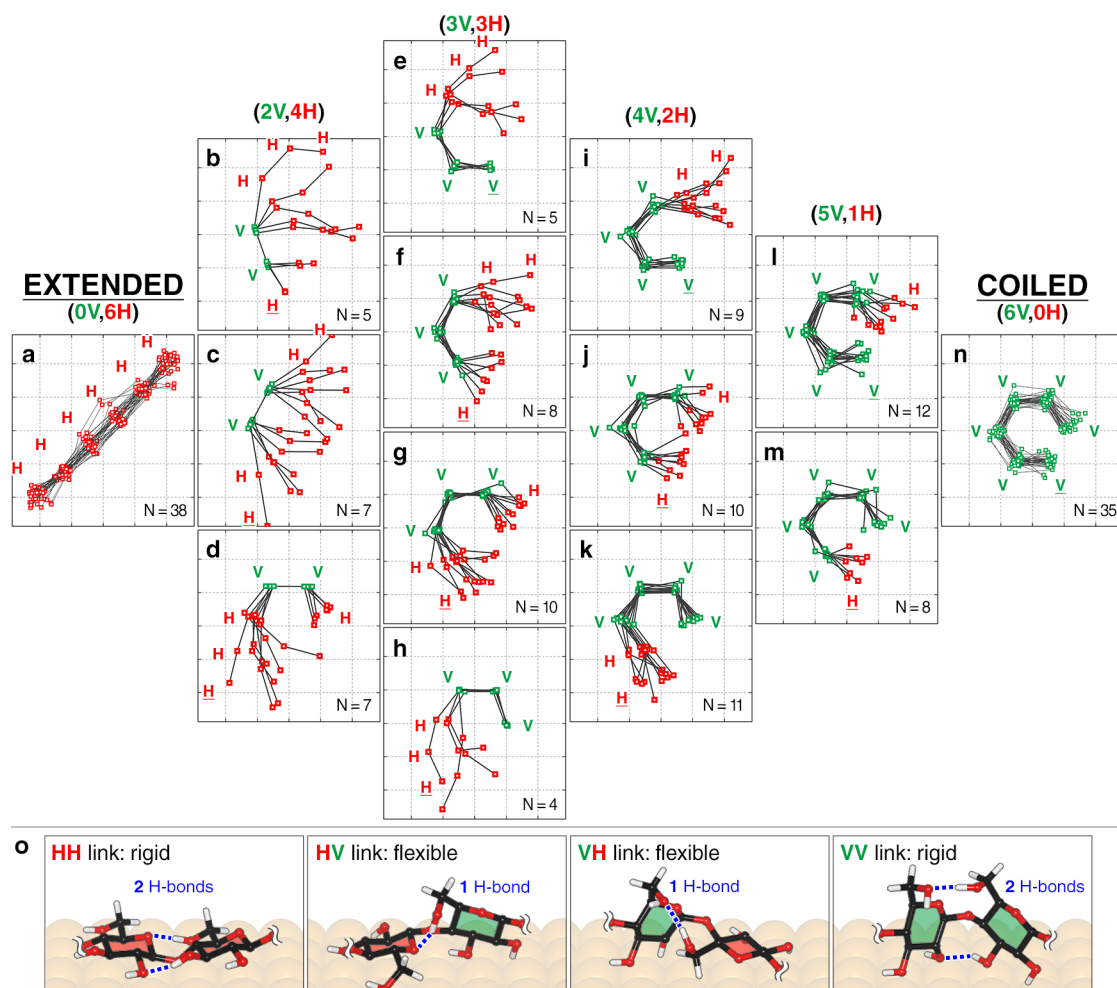 (3V,3H)
e
H
H
H
V
V
V
N = 5
(2V,4H)
b
H
H
H
V
V
H
N = 5
(4V,2H)
i
H
H
V
V
V
V
N = 9
(5V,1H)
l
V
V
H
V
V
V
N = 12
f
H
H
V
V
V
H
N = 8
EXTENDED
(0V,6H)
a
H
H
H
H
H
H
N = 38
c
H
H
V
V
H
H
N = 7
j
V
V
H
V
V
H
N = 10
COILED
(6V,0H)
n
V
V
V
V
V
V
N = 35
g
V
V
H
V
H
H
N = 10
m
V
V
V
V
V
H
N = 8
d
V
V
H
H
H
H
N = 7
k
V
V
V
V
H
H
N = 11
h
V
V
H
V
H
H
N = 4
o
HH link: rigid
2 H-bonds
HV link: flexible
1 H-bond
VH link: flexible
1 H-bond
VV link: rigid
2 H-bonds